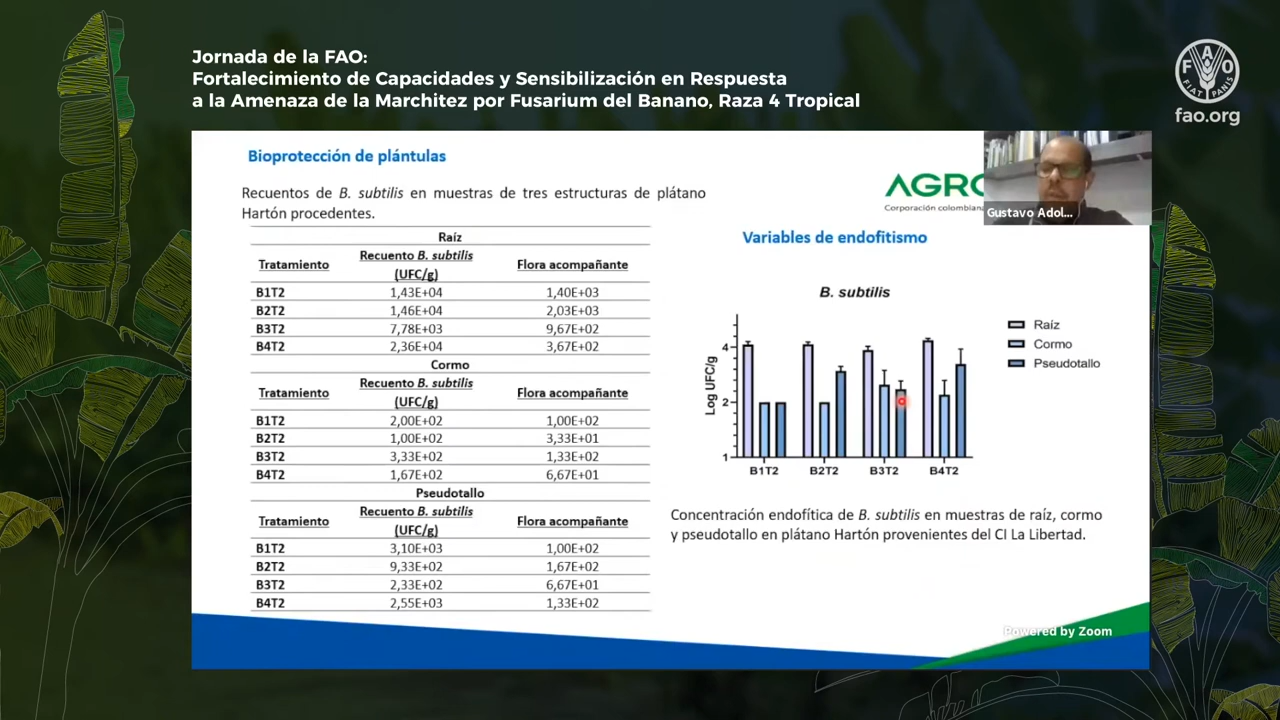 Jornada de la FAO:
Fortalecimiento de Capacidades y Sensibilización en Respuesta
a la Amenaza de la Marchitez por Fusarium del Banano, Raza 4 Tropical
F A O
FIAT PANIS
fao.org
Bioprotección de plántulas
Recuentos de B. subtilis en muestras de tres estructuras de plátano
Hartón procedentes.
Raíz
Tratamiento Recuento B. subtilis (UFC/g) Flora acompañante
B1T2 1,43E+04 1,40E+03
B2T2 1,46E+04 2,03E+03
B3T2 7,78E+03 9,67E+02
B4T2 2,36E+04 3,67E+02
Cormo
Tratamiento Recuento B. subtilis (UFC/g) Flora acompañante
B1T2 2,00E+02 1,00E+02
B2T2 1,00E+02 3,33E+01
B3T2 3,33E+02 1,33E+02
B4T2 1,67E+02 6,67E+01
Pseudotallo
Tratamiento Recuento B. subtilis (UFC/g) Flora acompañante
B1T2 3,10E+03 1,00E+02
B2T2 9,33E+02 1,67E+02
B3T2 2,33E+02 6,67E+01
B4T2 2,55E+03 1,33E+02
AGRO
Corporación colombiana
Gustavo Adol...
Variables de endofitismo
B. subtilis
Log UFC/g
4
2
1
B1T2 B2T2 B3T2 B4T2
Raíz
Cormo
Pseudotallo
Concentración endofítica de B. subtilis en muestras de raíz, cormo
y pseudotallo en plátano Hartón provenientes del CI La Libertad.
Powered by Zoom